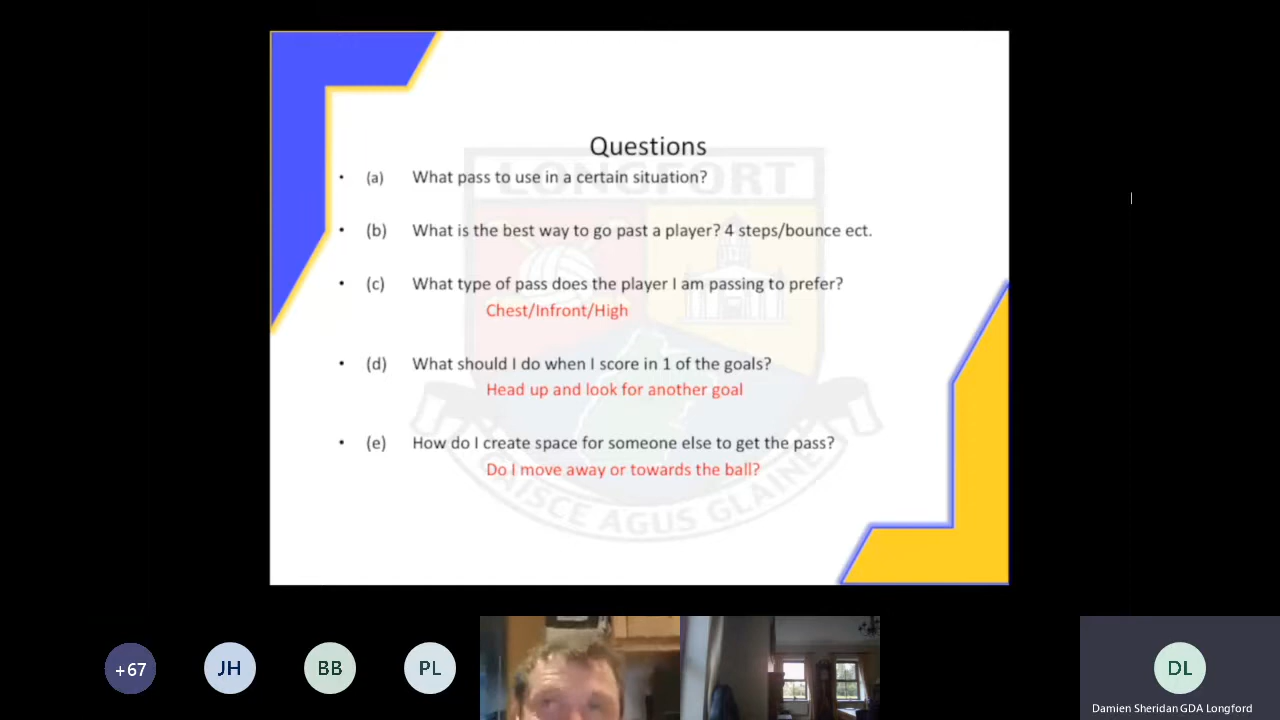 LONGFORT
Questions
• (a) What pass to use in a certain situation?
• (b) What is the best way to go past a player? 4 steps/bounce ect.
• (c) What type of pass does the player I am passing to prefer?
Chest/Infront/High
• (d) What should I do when I score in 1 of the goals?
Head up and look for another goal
• (e) How do I create space for someone else to get the pass?
Do I move away or towards the ball?
GAISCE AGUS GLAINE
+67
JH
BB
PL
DL
Damien Sheridan GDA Longford